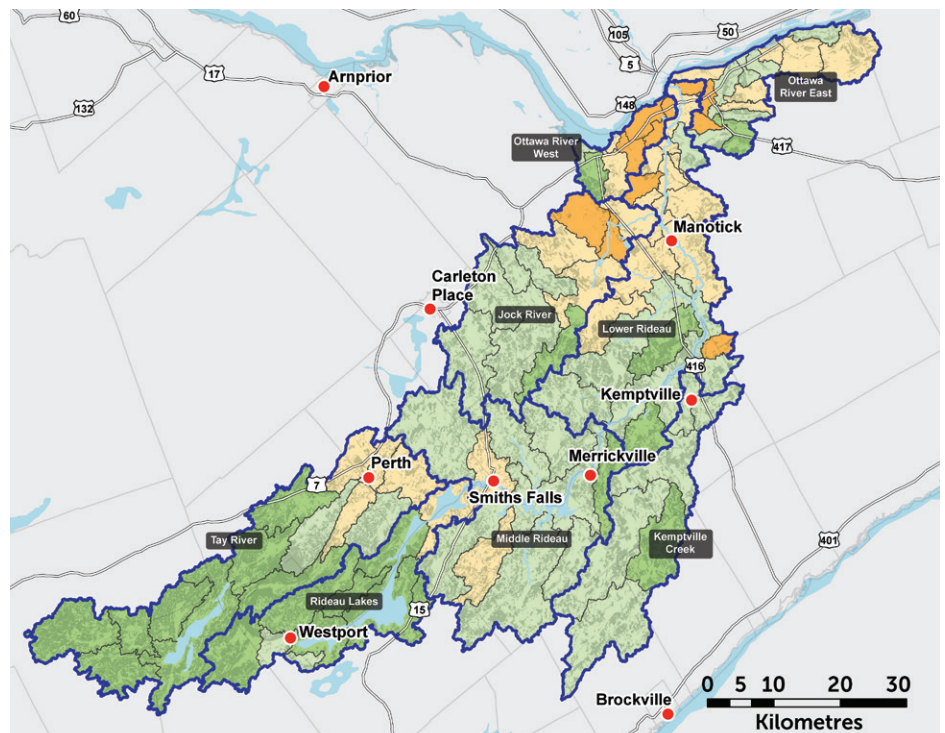 60
105
50
5
17
Arnprior
132
148
Ottawa
River East
Ottawa River
West
417
Manotick
Carleton
Place
Jock River
Lower Rideau
416
Kemptville
Perth
Merrickville
7
Smiths Falls
Tay River
Middle Rideau
Kemptville
Creek
401
Rideau Lakes
15
Westport
Brockville
0 5 10 20 30
Kilometres